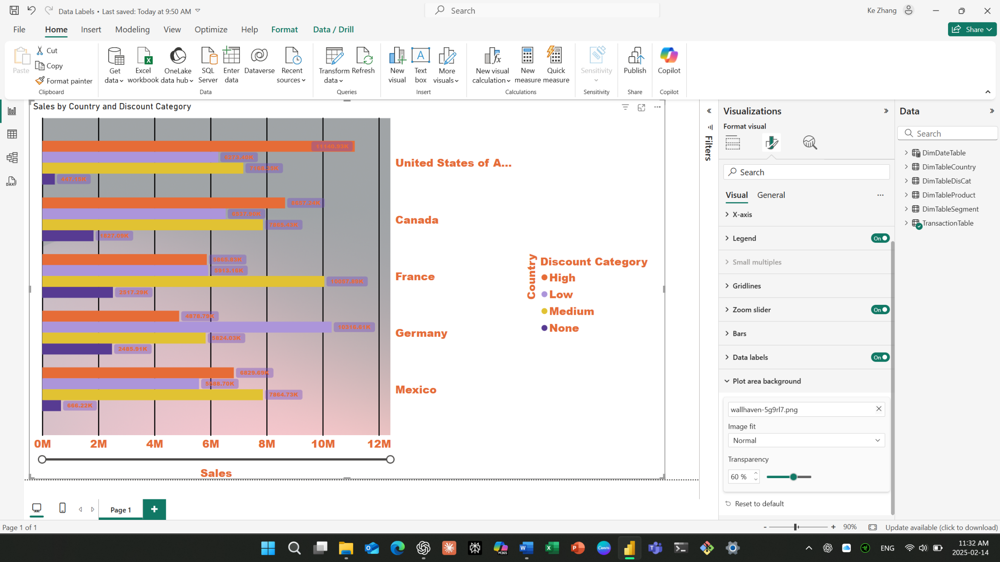 Data Labels • Last saved: Today at 9:50 AM
Search
Ke Zhang
File Home Insert Modeling View Optimize Help Format Data / Drill
Share
Paste
Cut
Copy
Format painter
Clipboard
Get data
Excel workbook
OneLake data hub
SQL Server
Enter data
Dataverse
Recent sources
Data
Transform data
Refresh
Queries
New visual
Text box
More visuals
Insert
New visual calculation
New measure
Quick measure
Calculations
Sensitivity
Sensitivity
Publish
Share
Copilot
Copilot
DAX
Sales by Country and Discount Category
11140.93K
6273.40K
447.15K
United States of A...
6537.90K
7865.43K
1827.09K
Canada
5865.83K
5913.16K
10057.69K
2517.29K
France
4878.79K
10316.61K
5824.03K
2485.91K
Germany
6829.69K
5588.70K
7864.73K
666.22K
Mexico
0M 2M 4M 6M 8M 10M 12M
Sales
Country
Discount Category
High
Low
Medium
None
Filters
Visualizations
Format visual
Search
Visual General
X-axis
Legend On
Small multiples
Gridlines
Zoom slider On
Bars
Data labels On
Plot area background
wallhaven-5g9rl7.png
Image fit
Normal
Transparency
60 %
Reset to default
Data
Search
DimDateTable
DimTableCountry
DimTableDisCat
DimTableProduct
DimTableSegment
TransactionTable
Page 1
Page 1 of 1
- + 90%
Update available (click to download)
M365
Canva
ENG
11:32 AM
2025-02-14